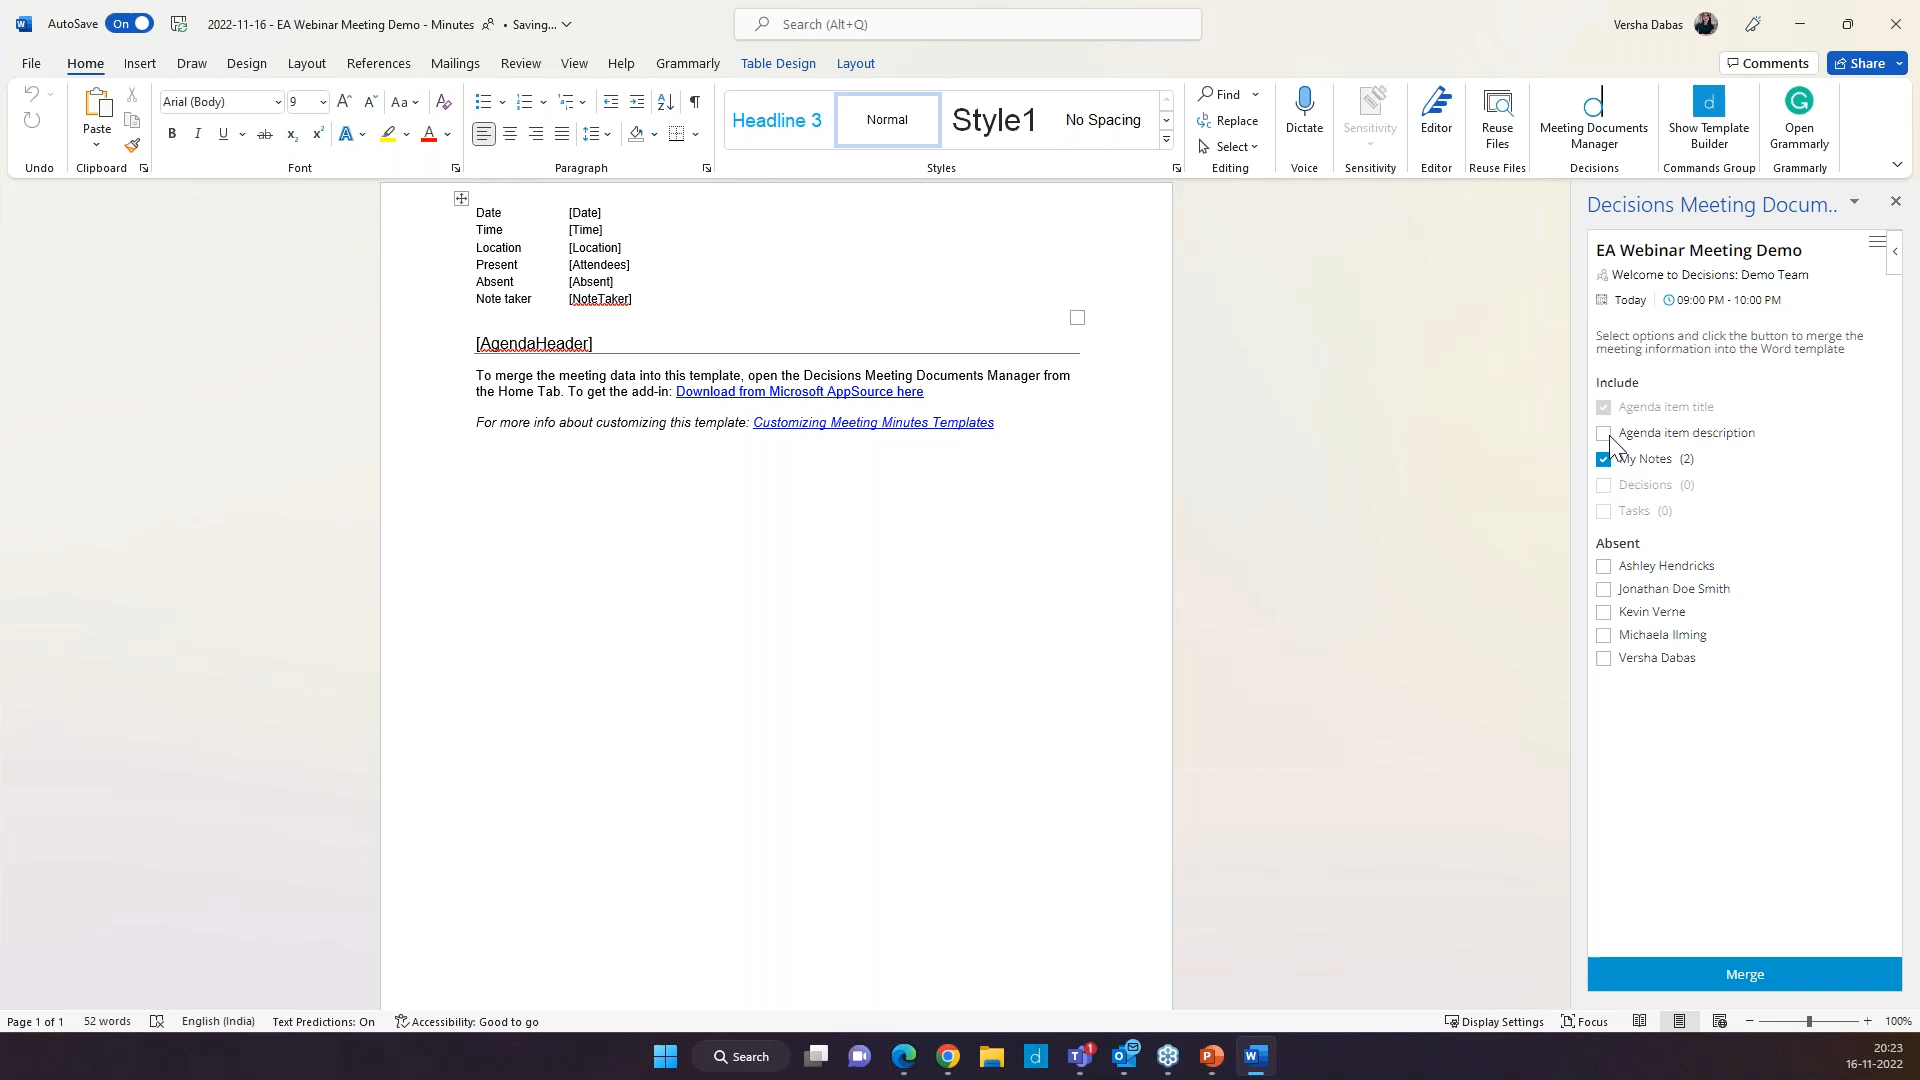 AutoSave On 2022-11-16 - EA Webinar Meeting Demo - Minutes • Saving... Search (Alt+Q) Versha Dabas
File Home Insert Draw Design Layout References Mailings Review View Help Grammarly Table Design Layout Comments Share
Arial (Body) 9 Aa
Paste
Headline 3 Normal Style1 No Spacing
Find
Replace
Select
Dictate
Sensitivity
Editor
Reuse
Files
Meeting Documents
Manager
Show Template
Builder
Open
Grammarly
Undo Clipboard Font Paragraph Styles Editing Voice Sensitivity Editor Reuse Files Decisions Commands Group Grammarly
Date [Date]
Time [Time]
Location [Location]
Present [Attendees]
Absent [Absent]
Note taker [NoteTaker]
[AgendaHeader]
To merge the meeting data into this template, open the Decisions Meeting Documents Manager from
the Home Tab. To get the add-in: Download from Microsoft AppSource here
For more info about customizing this template: Customizing Meeting Minutes Templates
Decisions Meeting Docum..
EA Webinar Meeting Demo
Welcome to Decisions: Demo Team
Today 09:00 PM - 10:00 PM
Select options and click the button to merge the
meeting information into the Word template
Include
Agenda item title
Agenda item description
My Notes (2)
Decisions (0)
Tasks (0)
Absent
Ashley Hendricks
Jonathan Doe Smith
Kevin Verne
Michaela Ilming
Versha Dabas
Merge
Page 1 of 1 52 words English (India) Text Predictions: On Accessibility: Good to go Display Settings Focus 100%
Search
20:23
16-11-2022